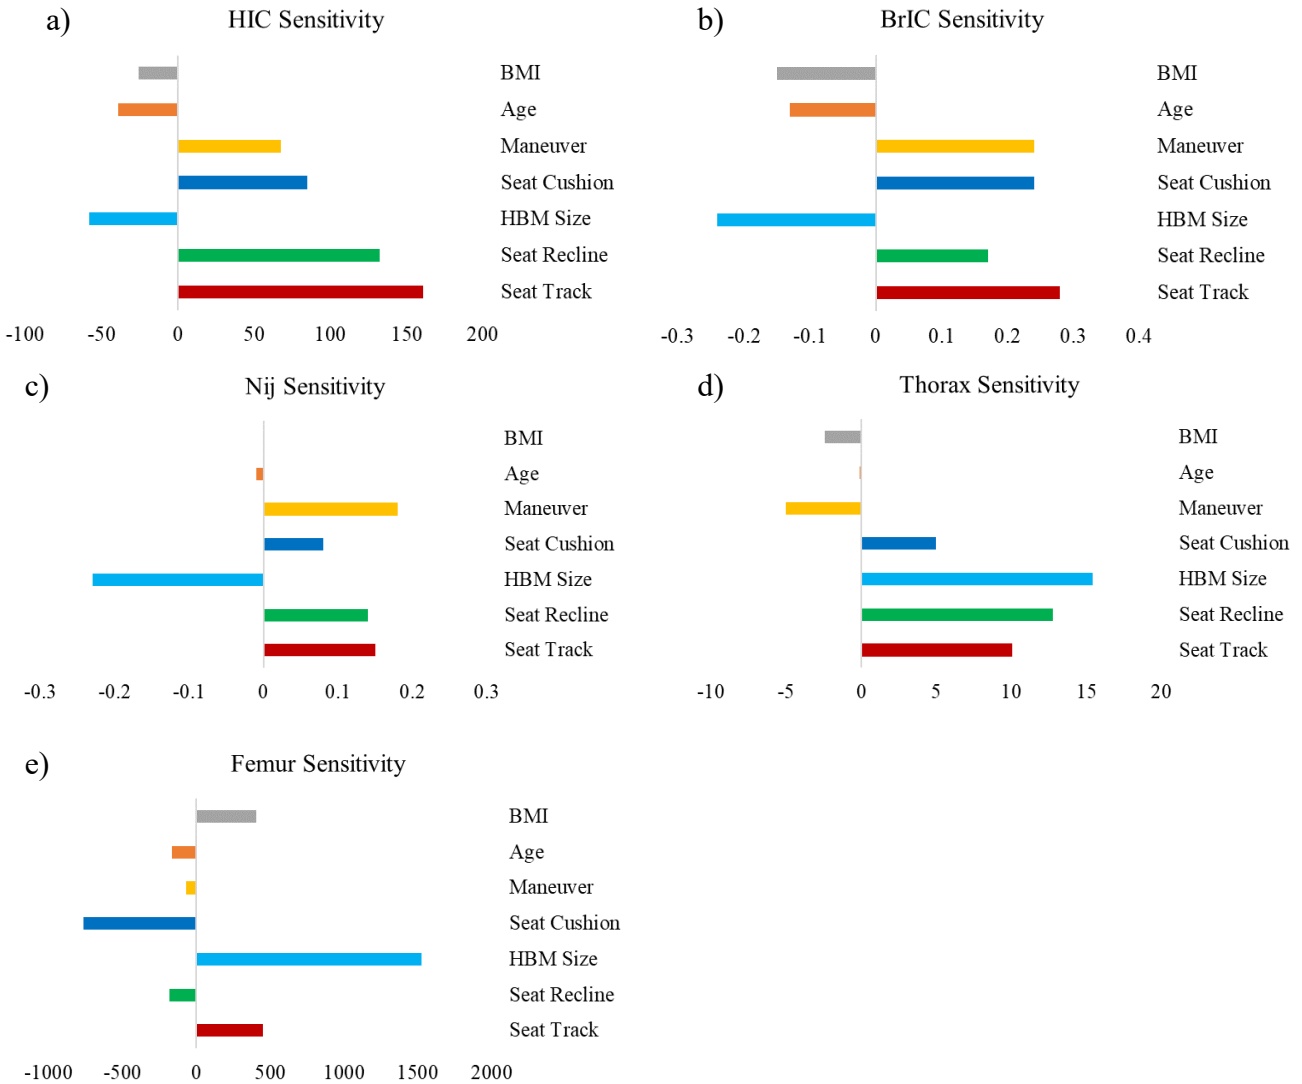 a)
HIC Sensitivity
BMI
Age
Maneuver
Seat Cushion
HBM Size
Seat Recline
Seat Track
-100 -50 0 50 100 150 200
b)
BrIC Sensitivity
BMI
Age
Maneuver
Seat Cushion
HBM Size
Seat Recline
Seat Track
-0.3 -0.2 -0.1 0 0.1 0.2 0.3 0.4
c)
Nij Sensitivity
BMI
Age
Maneuver
Seat Cushion
HBM Size
Seat Recline
Seat Track
-0.3 -0.2 -0.1 0 0.1 0.2 0.3
d)
Thorax Sensitivity
BMI
Age
Maneuver
Seat Cushion
HBM Size
Seat Recline
Seat Track
-10 -5 0 5 10 15 20
e)
Femur Sensitivity
BMI
Age
Maneuver
Seat Cushion
HBM Size
Seat Recline
Seat Track
-1000 -500 0 500 1000 1500 2000